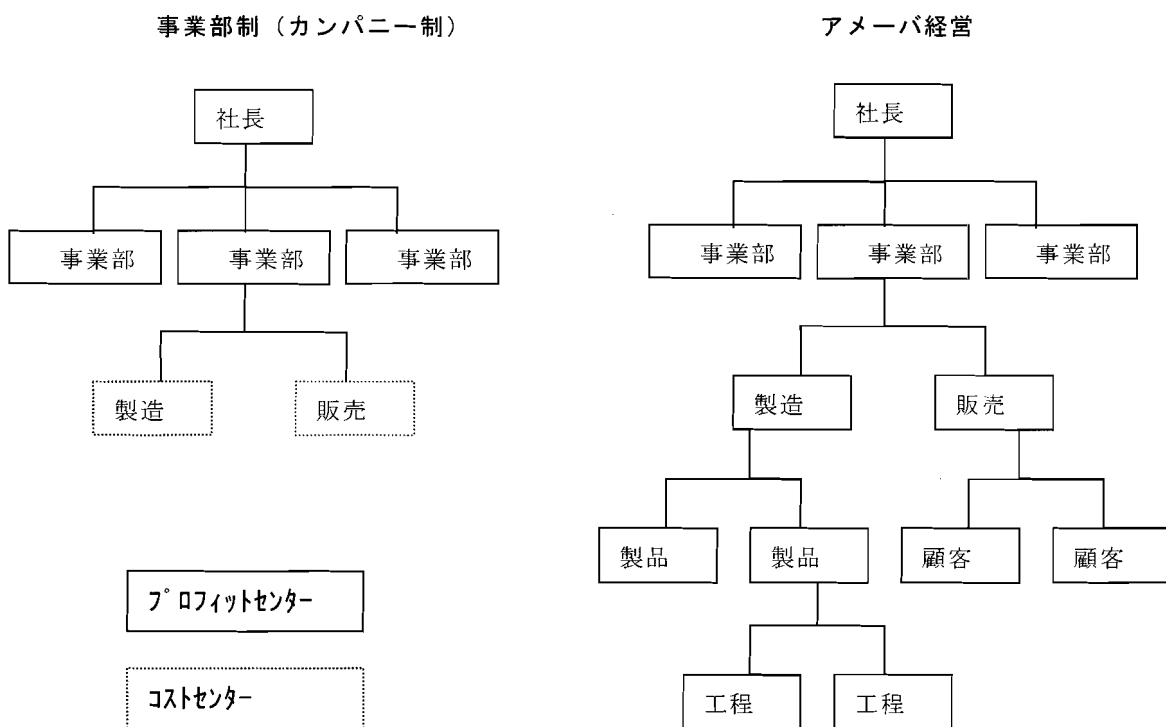 事業部制（カンパニー制）
社長
事業部 事業部 事業部
製造 販売
プロフィットセンター
コストセンター
アメーバ経営
社長
事業部 事業部 事業部
製造 販売
製品 製品 顧客 顧客
工程 工程